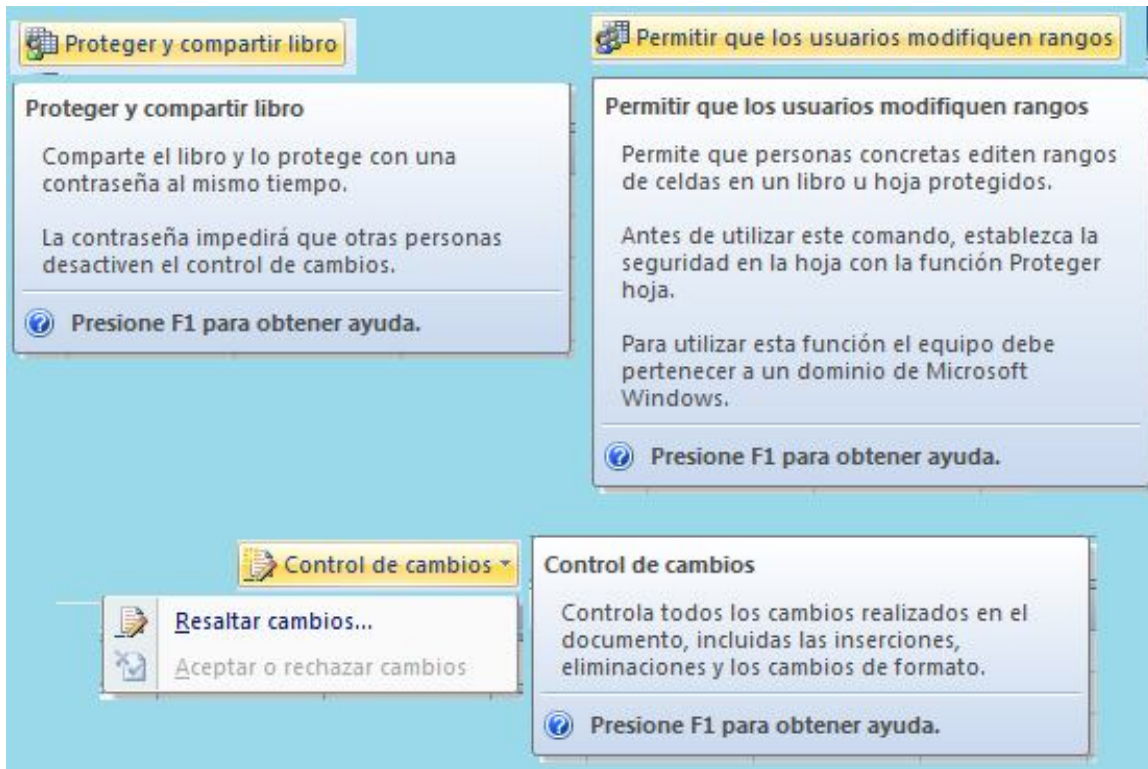 Proteger y compartir libro
Proteger y compartir libro
Comparte el libro y lo protege con una
contraseña al mismo tiempo.
La contraseña impedirá que otras personas
desactiven el control de cambios.
Presione F1 para obtener ayuda.
Permitir que los usuarios modifiquen rangos
Permitir que los usuarios modifiquen rangos
Permite que personas concretas editen rangos
de celdas en un libro u hoja protegidos.
Antes de utilizar este comando, establezca la
seguridad en la hoja con la función Proteger
hoja.
Para utilizar esta función el equipo debe
pertenecer a un dominio de Microsoft
Windows.
Presione F1 para obtener ayuda.
Control de cambios
Resaltar cambios...
Aceptar o rechazar cambios
Control de cambios
Controla todos los cambios realizados en el
documento, incluidas las inserciones,
eliminaciones y los cambios de formato.
Presione F1 para obtener ayuda.